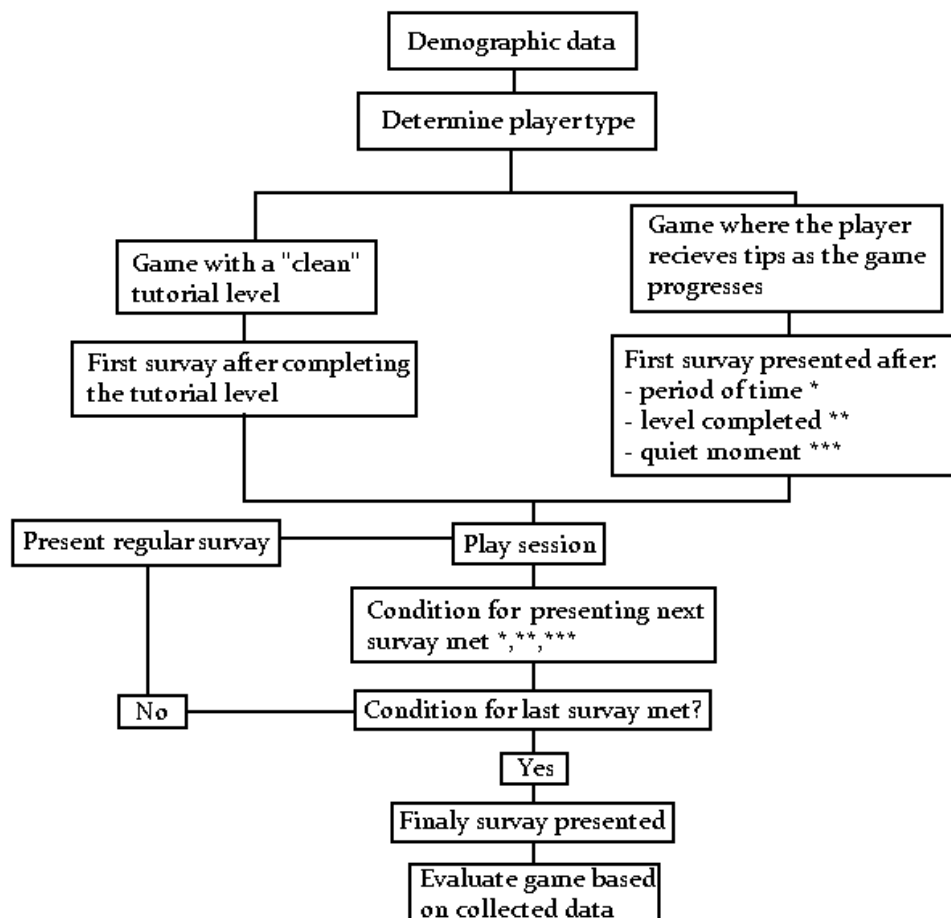 Demographic data
Determine player type
Game with a "clean"
tutorial level
First survay after completing
the tutorial level
Game where the player
recieves tips as the game
progresses
First survay presented after:
- period of time *
- level completed **
- quiet moment ***
Present regular survay
Play session
Condition for presenting next
survay met *,**,***
No
Condition for last survay met?
Yes
Finaly survay presented
Evaluate game based
on collected data